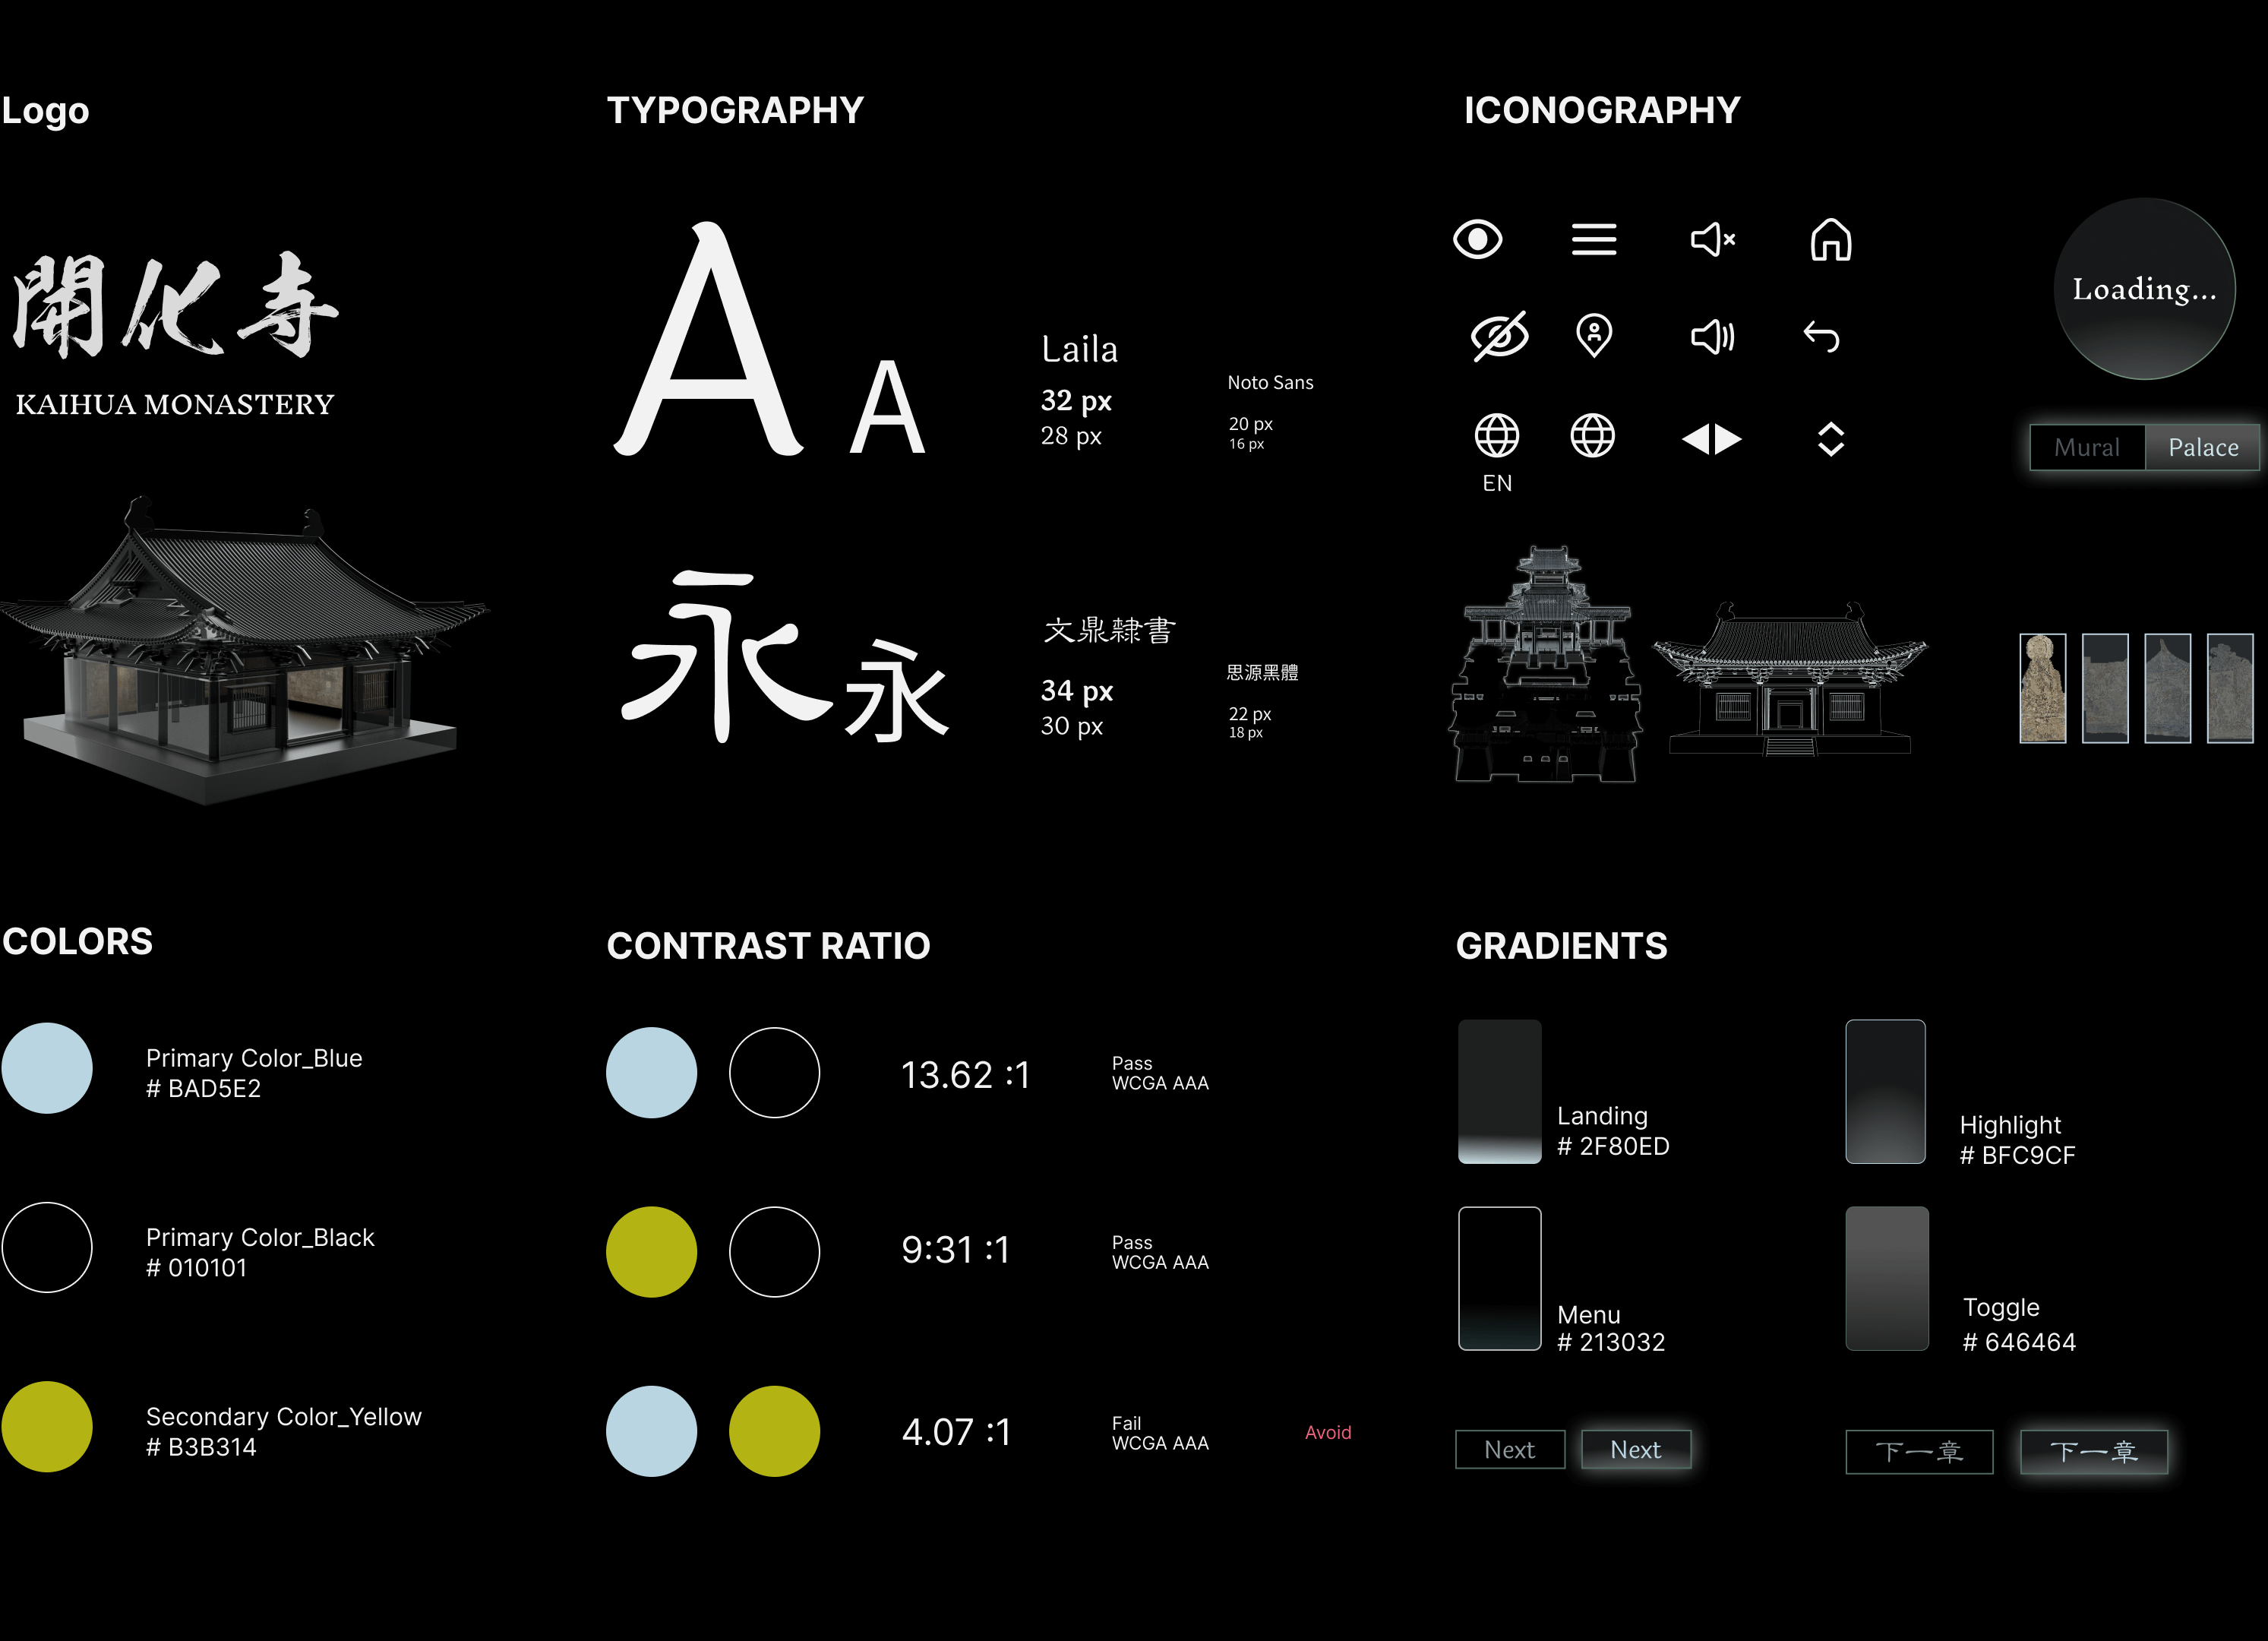 Logo
開化寺
KAIHUA MONASTERY
TYPOGRAPHY
A A
Laila
32 px
28 px
Noto Sans
20 px
16 px
永 永
文鼎隸書
34 px
30 px
思源黑體
22 px
18 px
ICONOGRAPHY
EN
Loading...
Mural
Palace
COLORS
Primary Color_Blue
# BAD5E2
Primary Color_Black
# 010101
Secondary Color_Yellow
# B3B314
CONTRAST RATIO
13.62 :1
Pass
WCGA AAA
9:31 :1
Pass
WCGA AAA
4.07 :1
Fail
WCGA AAA
Avoid
GRADIENTS
Landing
# 2F80ED
Highlight
# BFC9CF
Menu
# 213032
Toggle
# 646464
Next
Next
下一章
下一章